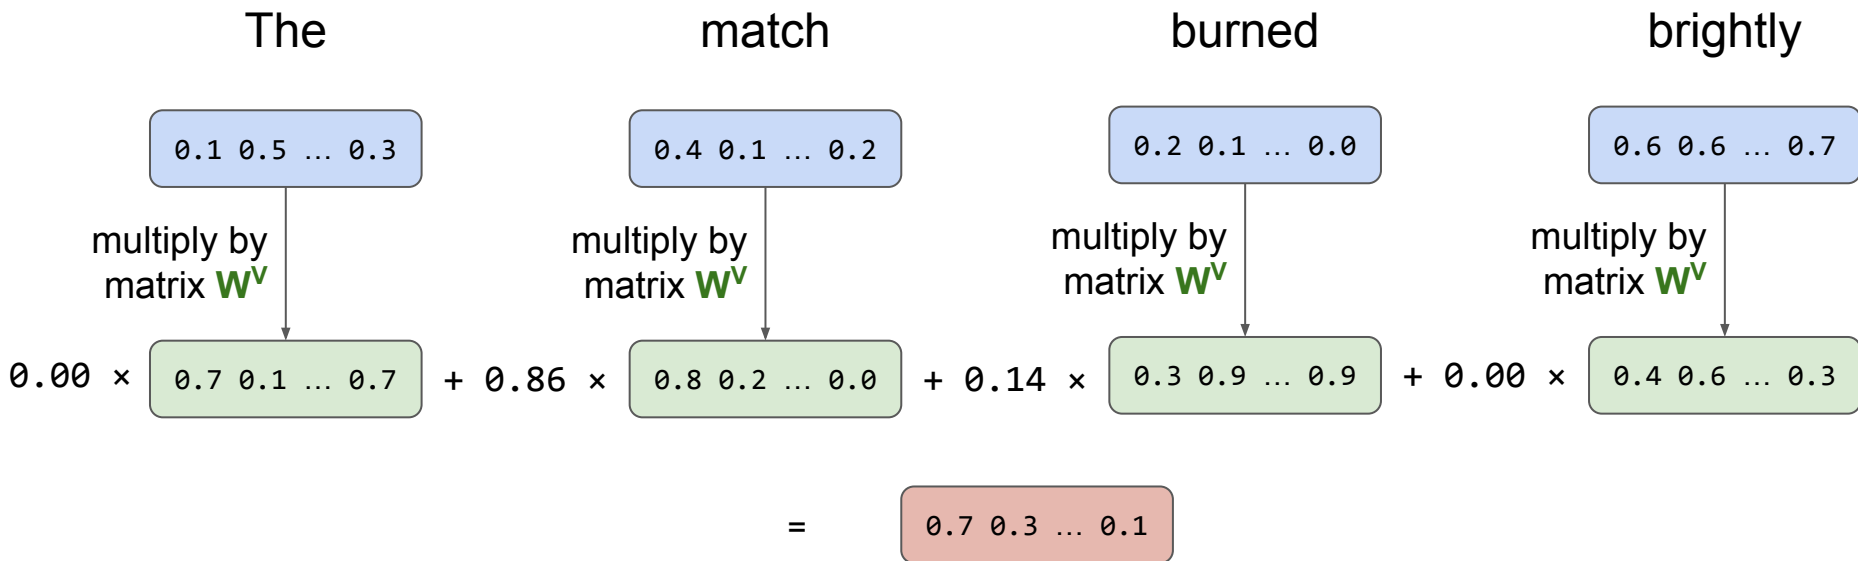 The match burned brightly
0.1 0.5 … 0.3 0.4 0.1 … 0.2 0.2 0.1 … 0.0 0.6 0.6 … 0.7
multiply by multiply by multiply by multiply by
matrix Wⱽ matrix Wⱽ matrix Wⱽ matrix Wⱽ
0.00 × 0.7 0.1 … 0.7 + 0.86 × 0.8 0.2 … 0.0 + 0.14 × 0.3 0.9 … 0.9 + 0.00 × 0.4 0.6 … 0.3
= 0.7 0.3 … 0.1